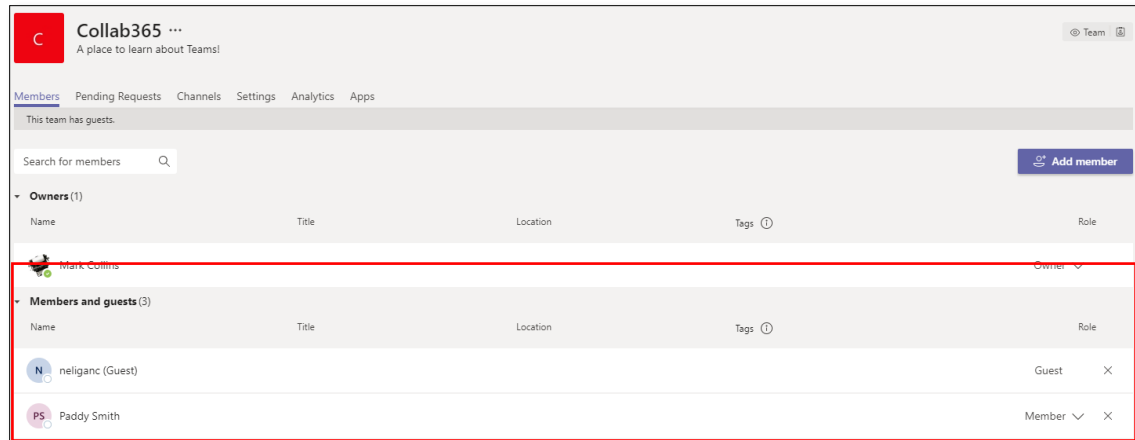 C
Collab365 ...
A place to learn about Teams!
Team
Members Pending Requests Channels Settings Analytics Apps
This team has guests.
Search for members
Add member
Owners (1)
Name Title Location Tags Role
Mark Collins Owner
Members and guests (3)
Name Title Location Tags Role
N neliganc (Guest) Guest
PS Paddy Smith Member